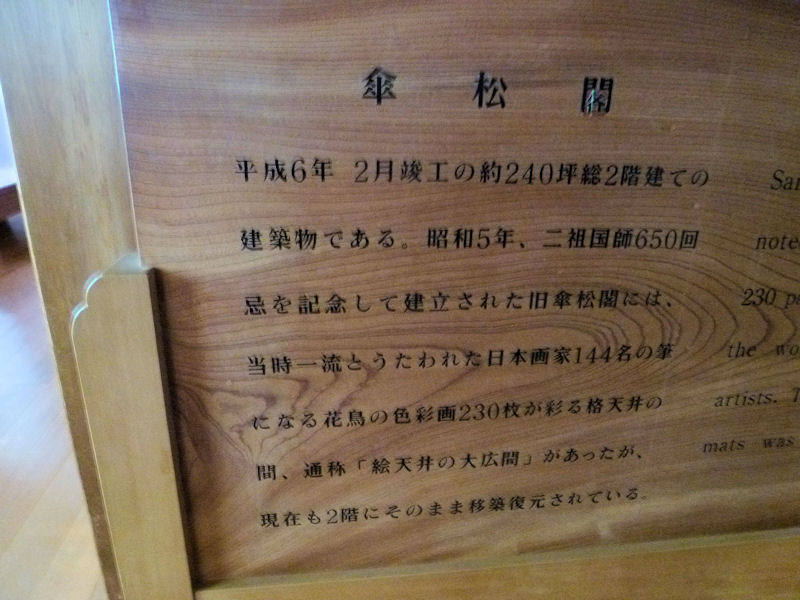 傘松閣
平成6年 2月竣工の約240坪総2階建ての
建築物である。昭和5年、二祖国師650回
忌を記念して建立された旧傘松閣には、
当時一流とうたわれた日本画家144名の筆
になる花鳥の色彩画230枚が彩る格天井の
間、通称「絵天井の大広間」があったが、
現在も2階にそのまま移築復元されている。
note
230
the
artists.
mats was